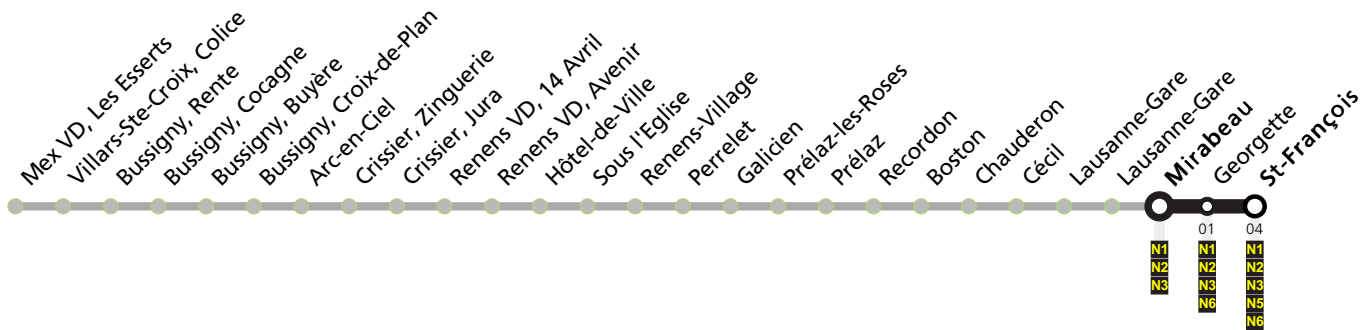 Mex VD, Les Esserts
Villars-Ste-Croix, Colice
Bussigny, Rente
Bussigny, Cocagne
Bussigny, Buyère
Bussigny, Croix-de-Plan
Arc-en-Ciel
Crissier, Zinguerie
Crissier, Jura
Renens VD, 14 Avril
Renens VD, Avenir
Hôtel-de-Ville
Sous l'Eglise
Renens-Village
Perrelet
Galicien
Prélaz-les-Roses
Prélaz
Recordon
Boston
Chauderon
Cécil
Lausanne-Gare
Lausanne-Gare
Mirabeau
Georgette
St-François
01
04
N1
N2
N3
N1
N2
N3
N6
N1
N2
N3
N5
N6